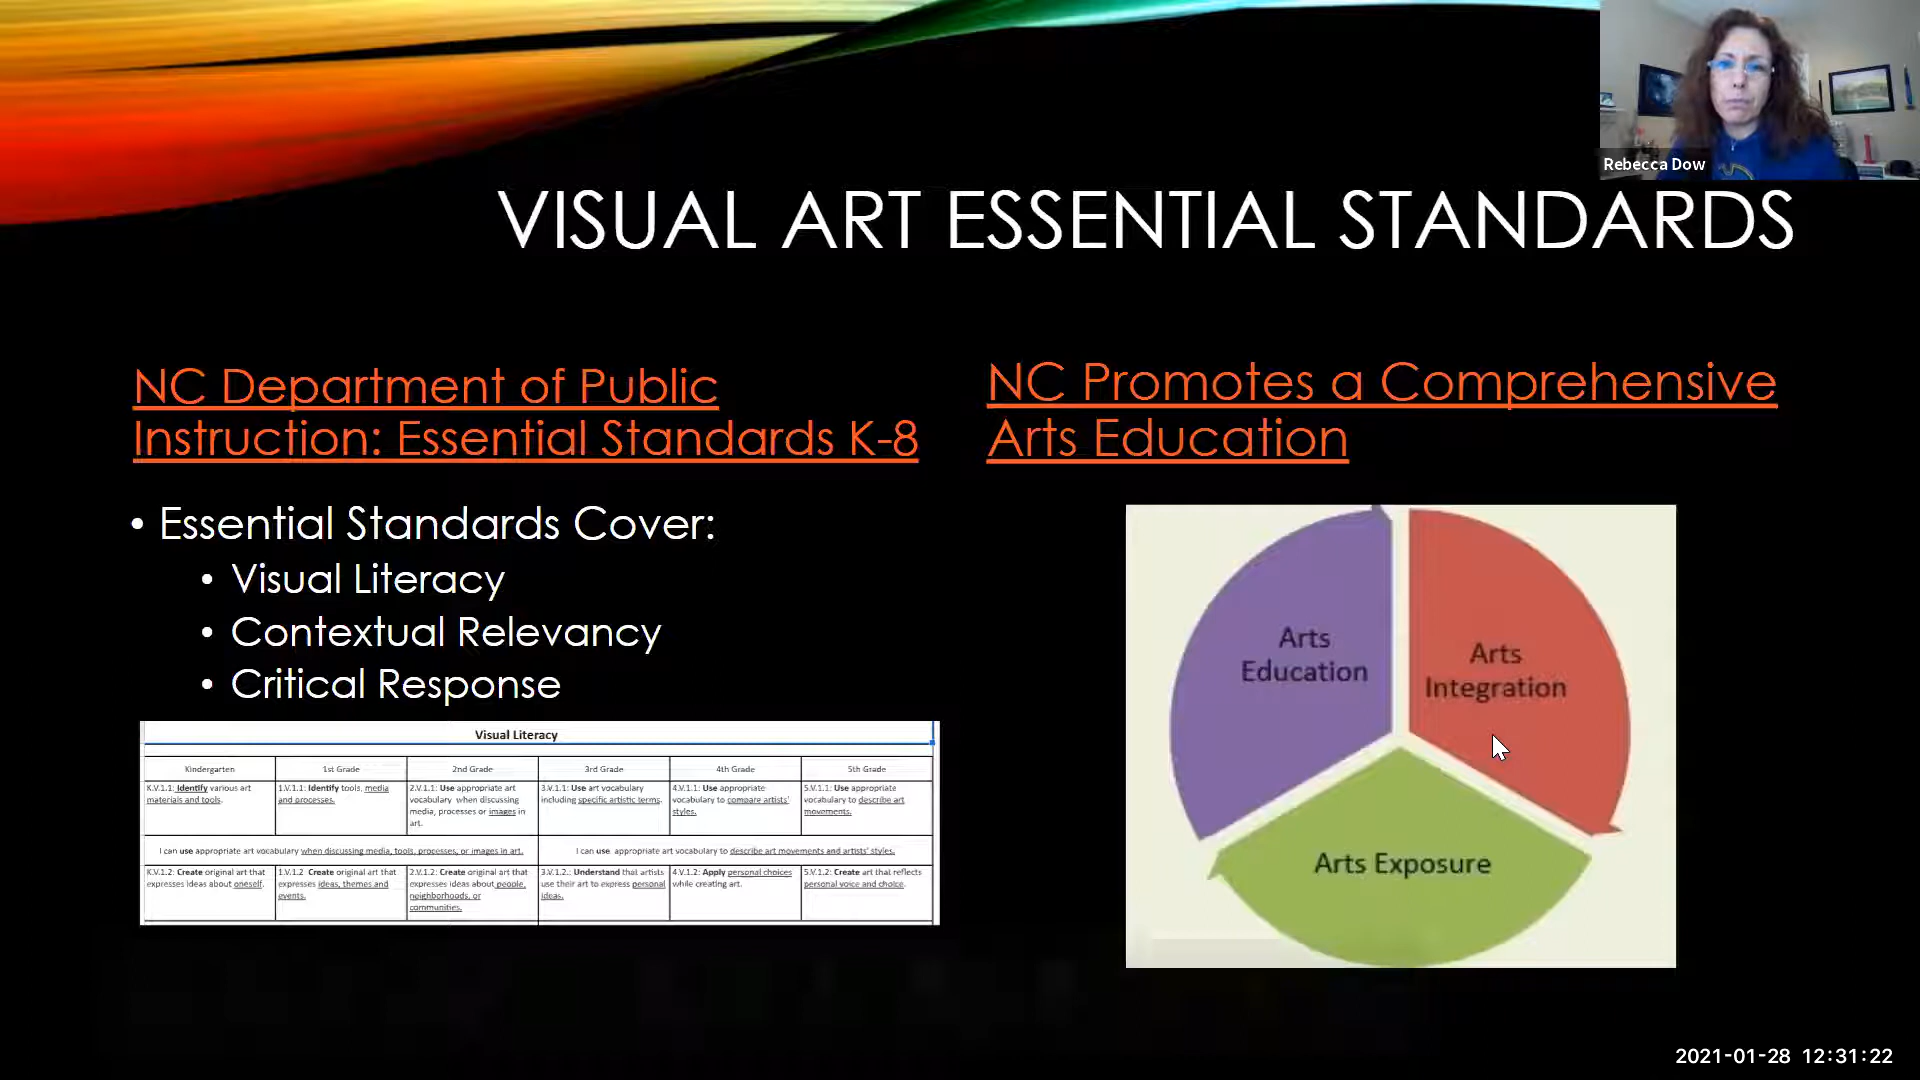 Rebecca Dow
VISUAL ART ESSENTIAL STANDARDS
NC Department of Public
Instruction: Essential Standards K-8
• Essential Standards Cover:
• Visual Literacy
• Contextual Relevancy
• Critical Response
Visual Literacy
Kindergarten 1st Grade 2nd Grade 3rd Grade 4th Grade 5th Grade
K.V.1.1: Identify various art
materials and tools.
1.V.1.1: Identify tools, media
and processes.
2.V.1.1: Use appropriate art
vocabulary when discussing
media, processes or images in
art.
3.V.1.1: Use art vocabulary
including specific artistic terms.
4.V.1.1: Use appropriate
vocabulary to compare artists'
styles.
5.V.1.1: Use appropriate
vocabulary to describe art
movements.
I can use appropriate art vocabulary when discussing media, tools, processes, or images in art.
I can use appropriate art vocabulary to describe art movements and artists' styles.
K.V.1.2: Create original art that
expresses ideas about oneself.
1.V.1.2 Create original art that
expresses ideas, themes and
events.
2.V.1.2: Create original art that
expresses ideas about people,
neighborhoods, or
communities.
3.V.1.2.: Understand that artists
use their art to express personal
ideas.
4.V.1.2: Apply personal choices
while creating art.
5.V.1.2: Create art that reflects
personal voice and choice.
NC Promotes a Comprehensive
Arts Education
Arts
Education
Arts
Integration
Arts Exposure
2021-01-28 12:31:22